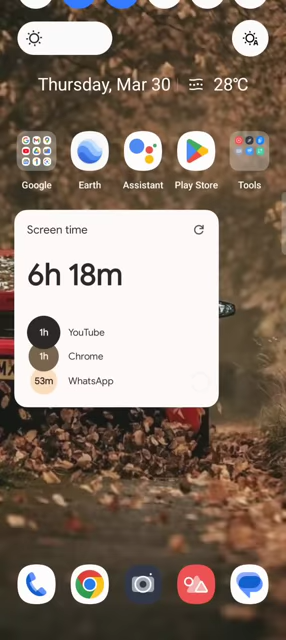 Thursday, Mar 30 28°C
Google Earth Assistant Play Store Tools
Screen time
6h 18m
1h YouTube
1h Chrome
53m WhatsApp